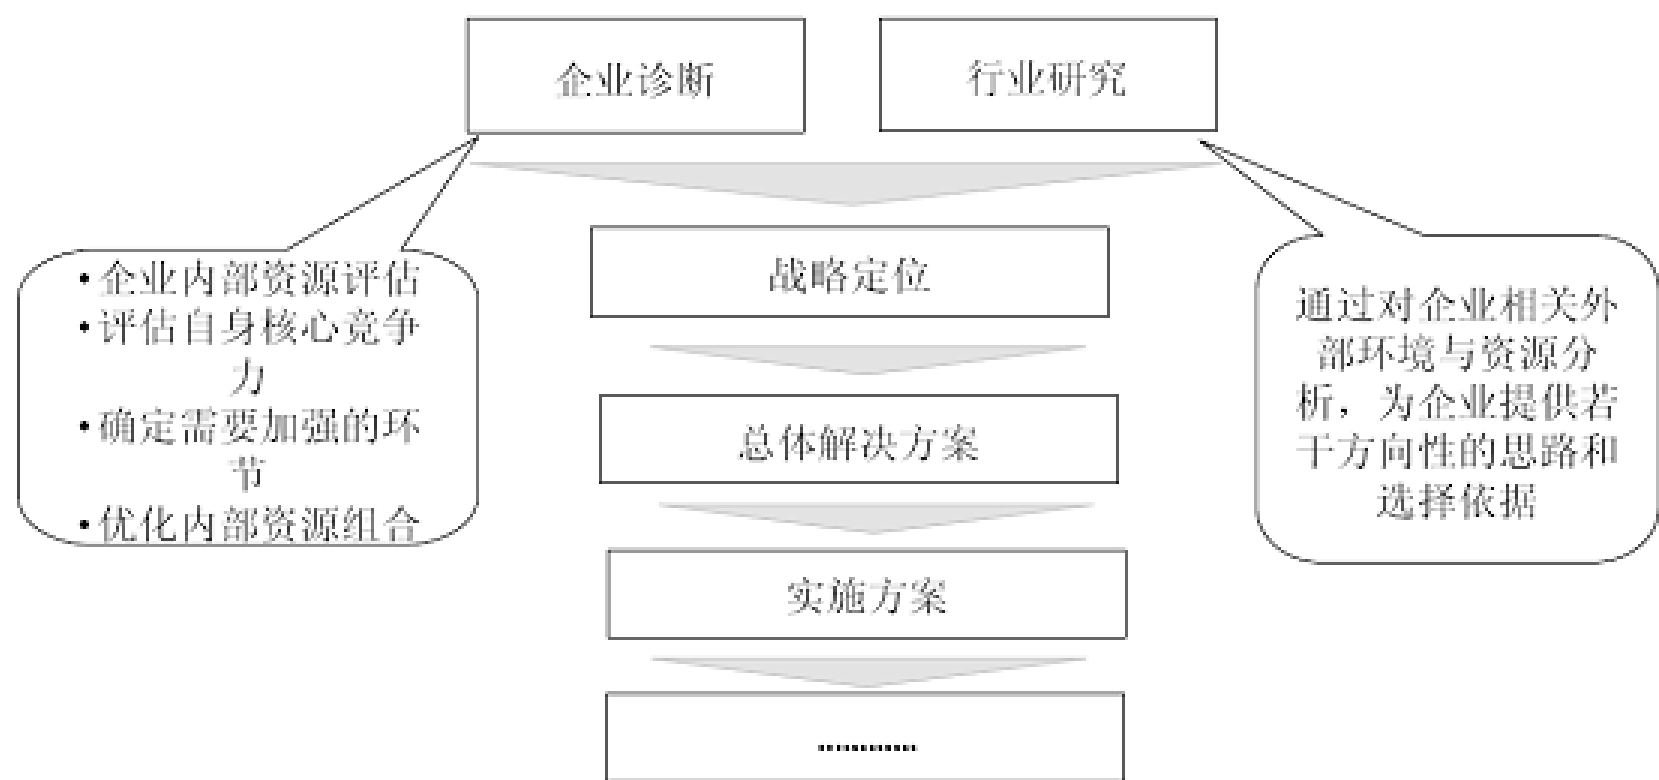 企业诊断
行业研究
战略定位
总体解决方案
实施方案
............
•企业内部资源评估
•评估自身核心竞争
力
•确定需要加强的环
节
•优化内部资源组合
通过对企业相关外
部环境与资源分
析，为企业提供若
干方向性的思路和
选择依据